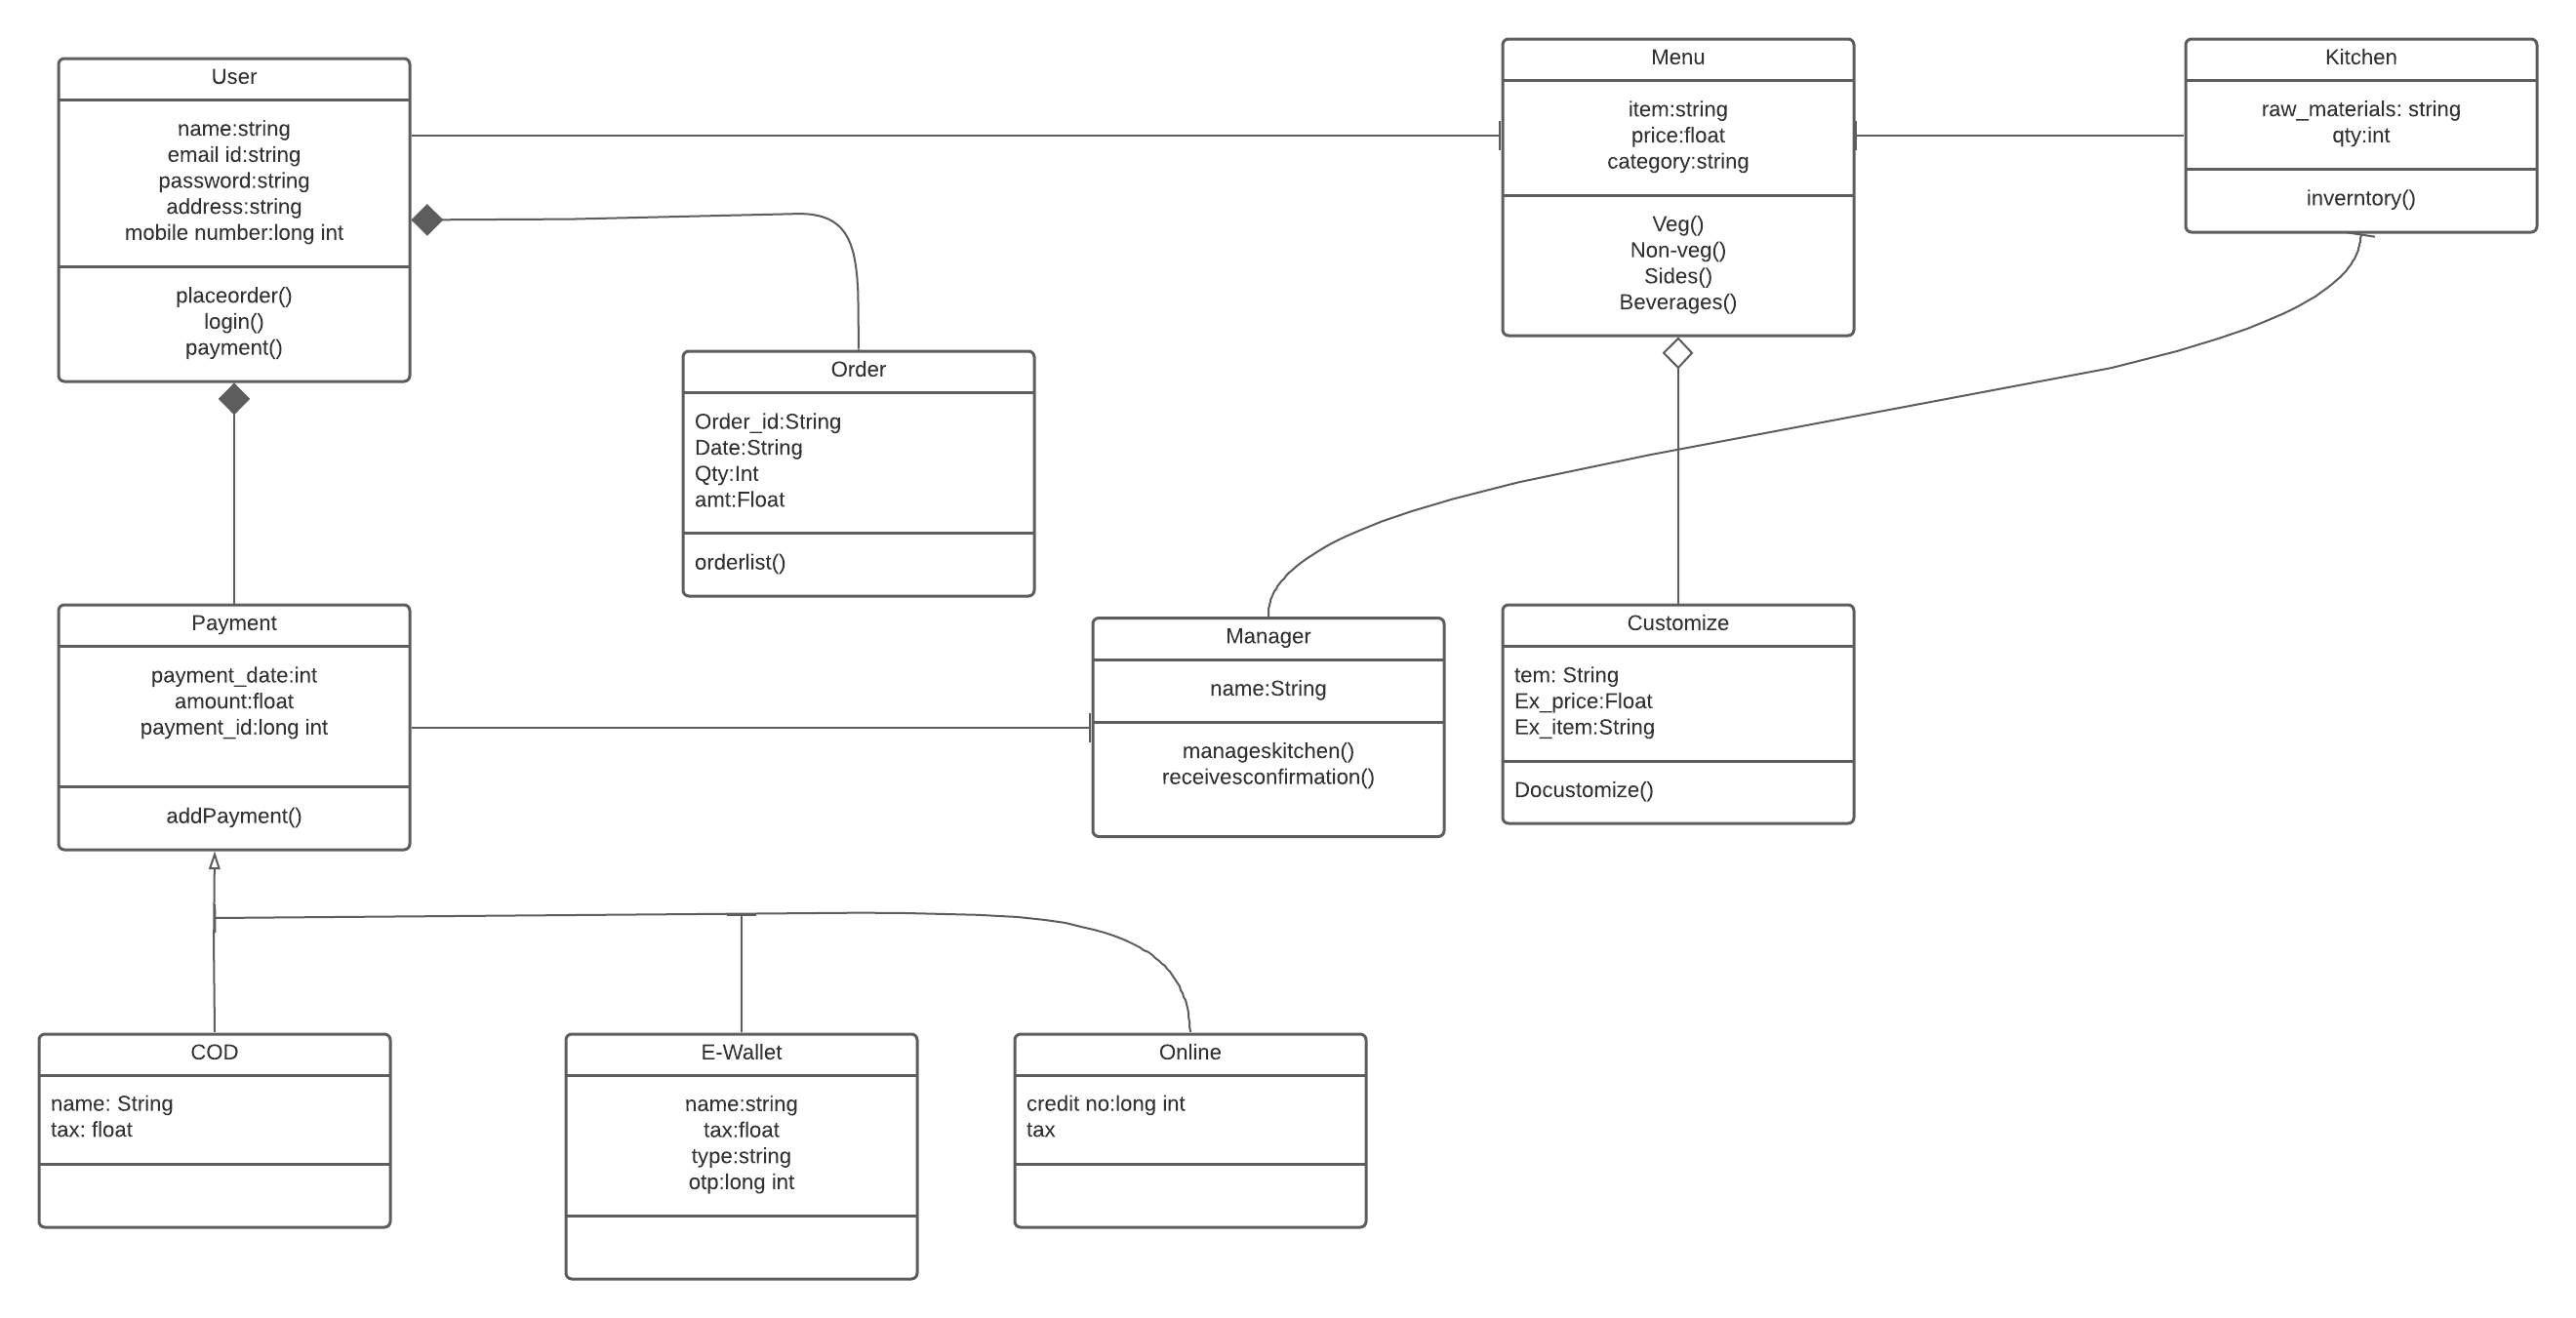 User
name:string
email id:string
password:string
address:string
mobile number:long int
placeorder()
login()
payment()
Menu
item:string
price:float
category:string
Veg()
Non-veg()
Sides()
Beverages()
Kitchen
raw_materials: string
qty:int
inverntory()
Order
Order_id:String
Date:String
Qty:Int
amt:Float
orderlist()
Payment
payment_date:int
amount:float
payment_id:long int
addPayment()
Manager
name:String
manageskitchen()
receivesconfirmation()
Customize
tem: String
Ex_price:Float
Ex_item:String
Docustomize()
COD
name: String
tax: float
E-Wallet
name:string
tax:float
type:string
otp:long int
Online
credit no:long int
tax